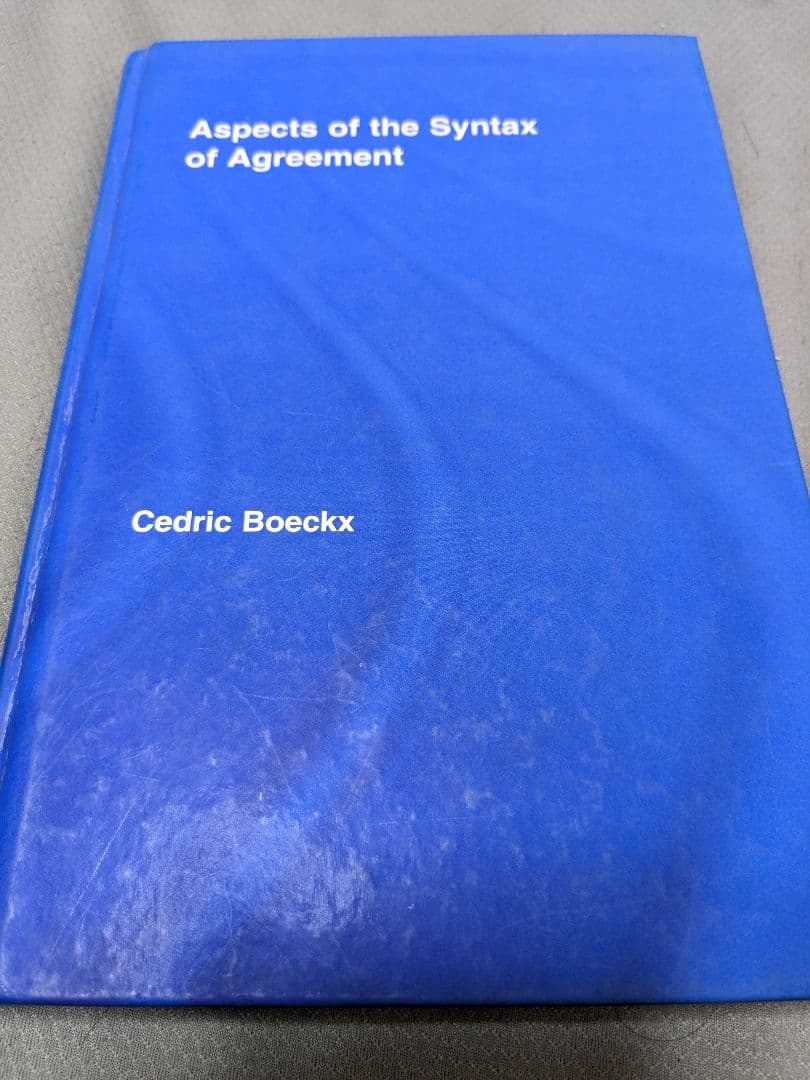 Aspects of the Syntax
of Agreement
Cedric Boeckx